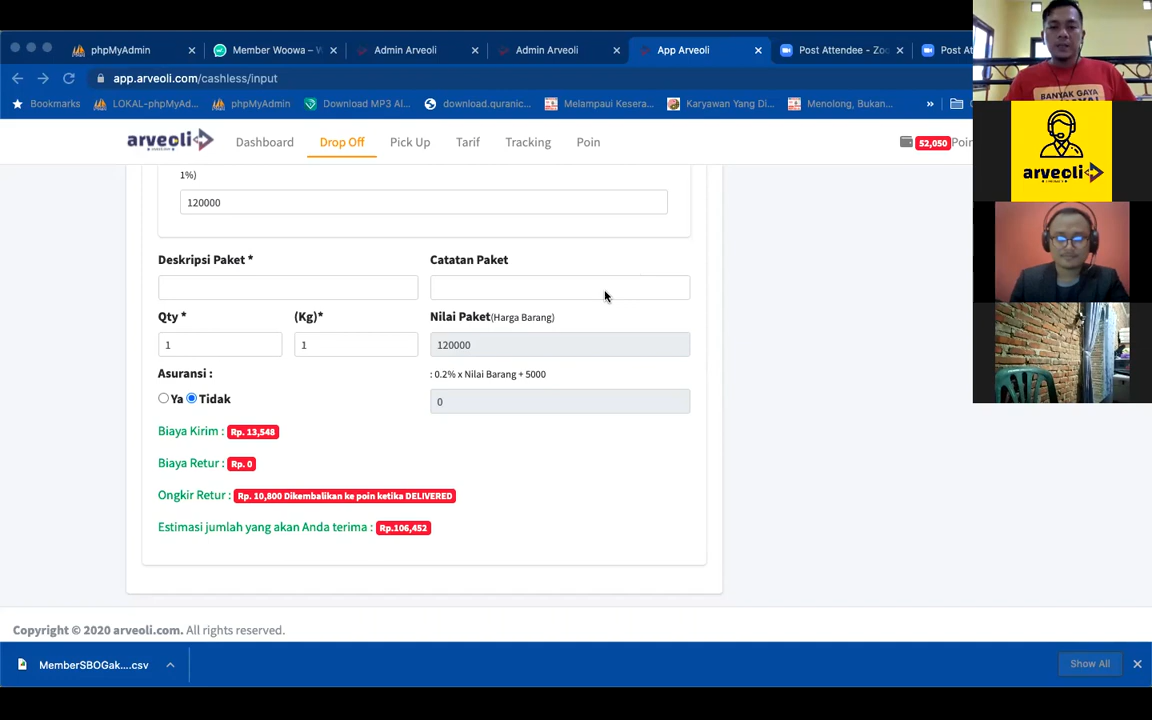 phpMyAdmin
Member Woowa – W
Admin Arveoli
Admin Arveoli
App Arveoli
Post Attendee - Zoo
Post At
app.arveoli.com/cashless/input
Bookmarks
LOKAL-phpMyAd...
phpMyAdmin
Download MP3 Al...
download.quranic...
Melampaui Kesera...
Karyawan Yang Di...
Menolong, Bukan...
»
arveoli
Dashboard
Drop Off
Pick Up
Tarif
Tracking
Poin
52,050
Poin
1%)
120000
Deskripsi Paket *
Catatan Paket
Qty *
(Kg)*
Nilai Paket(Harga Barang)
1
1
120000
Asuransi :
: 0.2% x Nilai Barang + 5000
Ya
Tidak
0
Biaya Kirim : Rp. 13,548
Biaya Retur : Rp. 0
Ongkir Retur : Rp. 10,800 Dikembalikan ke poin ketika DELIVERED
Estimasi jumlah yang akan Anda terima : Rp.106,452
Copyright © 2020 arveoli.com. All rights reserved.
MemberSBOGak....csv
Show All
BANYAK GAYA
arveoli